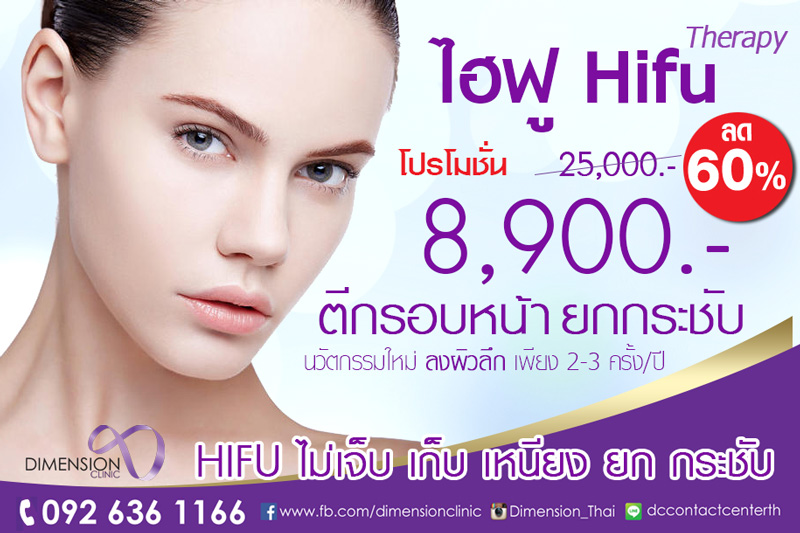 Therapy
ไฮฟู Hifu
โปรโมชั่น 25,000.-
ลด
60%
8,900.-
ตีกรอบหน้า ยกกระชับ
นวัตกรรมใหม่ ลงผิวลึก เพียง 2-3 ครั้ง/ปี
DIMENSION
CLINIC
HIFU ไม่เจ็บ เก็บ เหนียง ยก กระชับ
092 636 1166 www.fb.com/dimensionclinic Dimension_Thai LINE dccontactcenterth